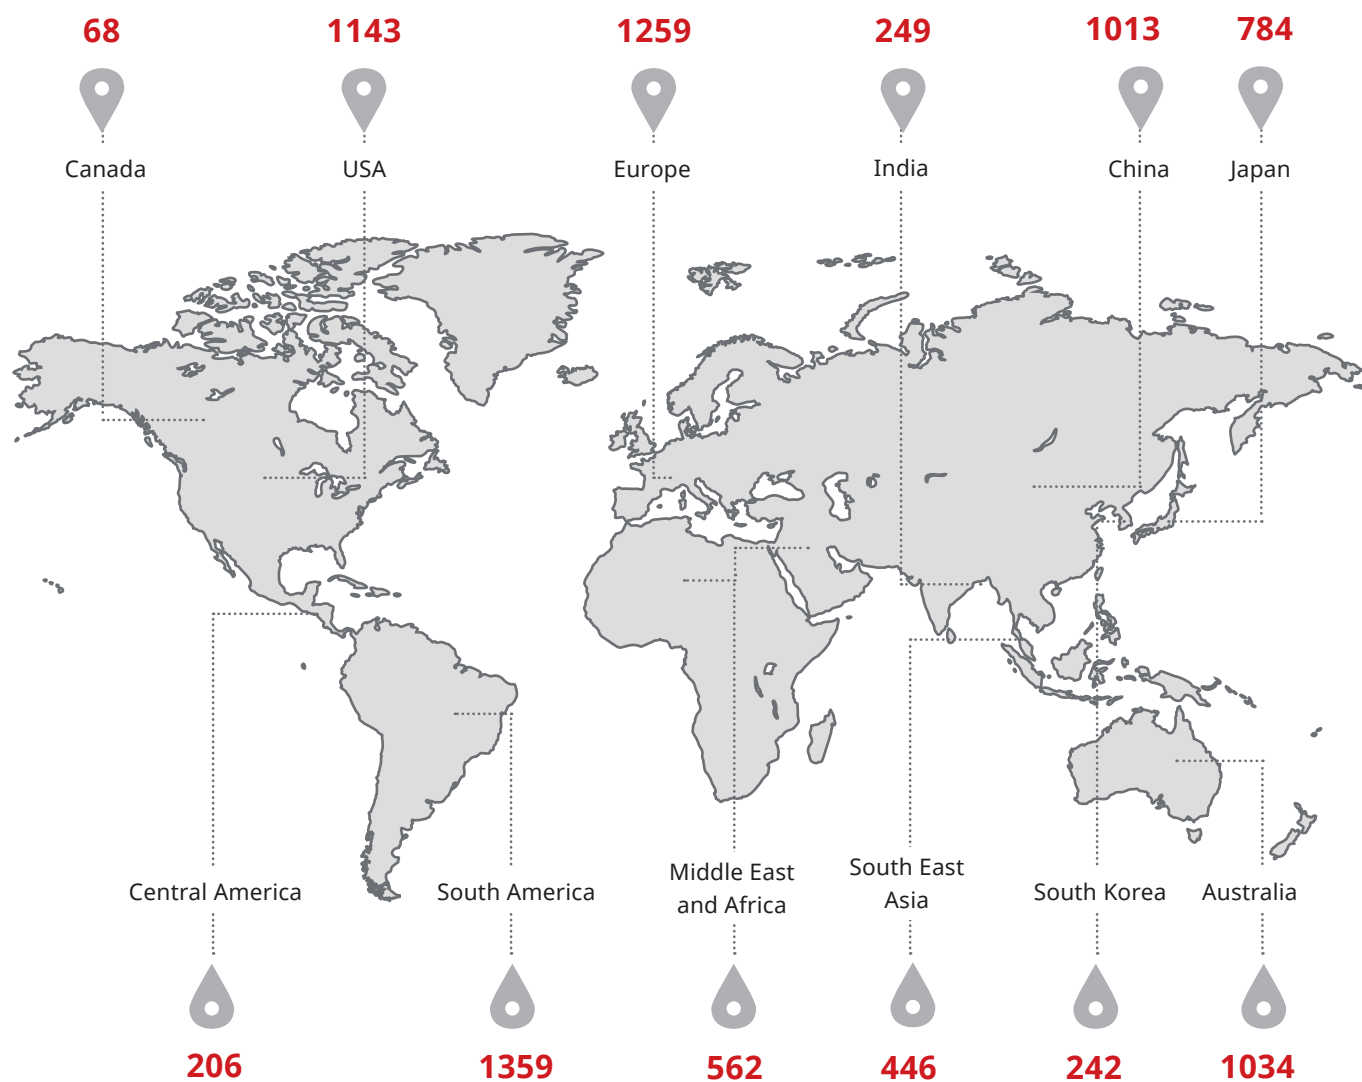 68 1143 1259 249 1013 784
Canada USA Europe India China Japan
Central America South America Middle East and Africa South East Asia South Korea Australia
206 1359 562 446 242 1034